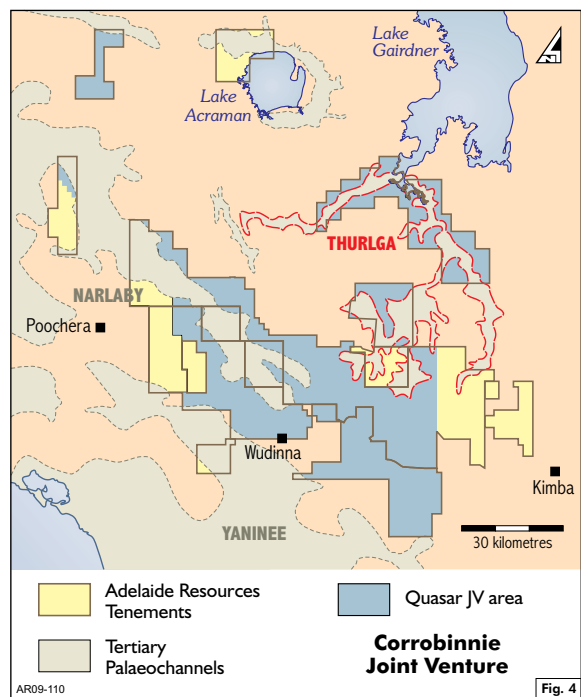 Lake
Gairdner
N
Lake
Acraman
THURLGA
NARLABY
Poochera
Wudinna
Kimba
YANINEE
30 kilometres
Adelaide Resources
Tenements
Quasar JV area
Tertiary
Palaeochannels
Corrobinnie
Joint Venture
AR09-110
Fig. 4